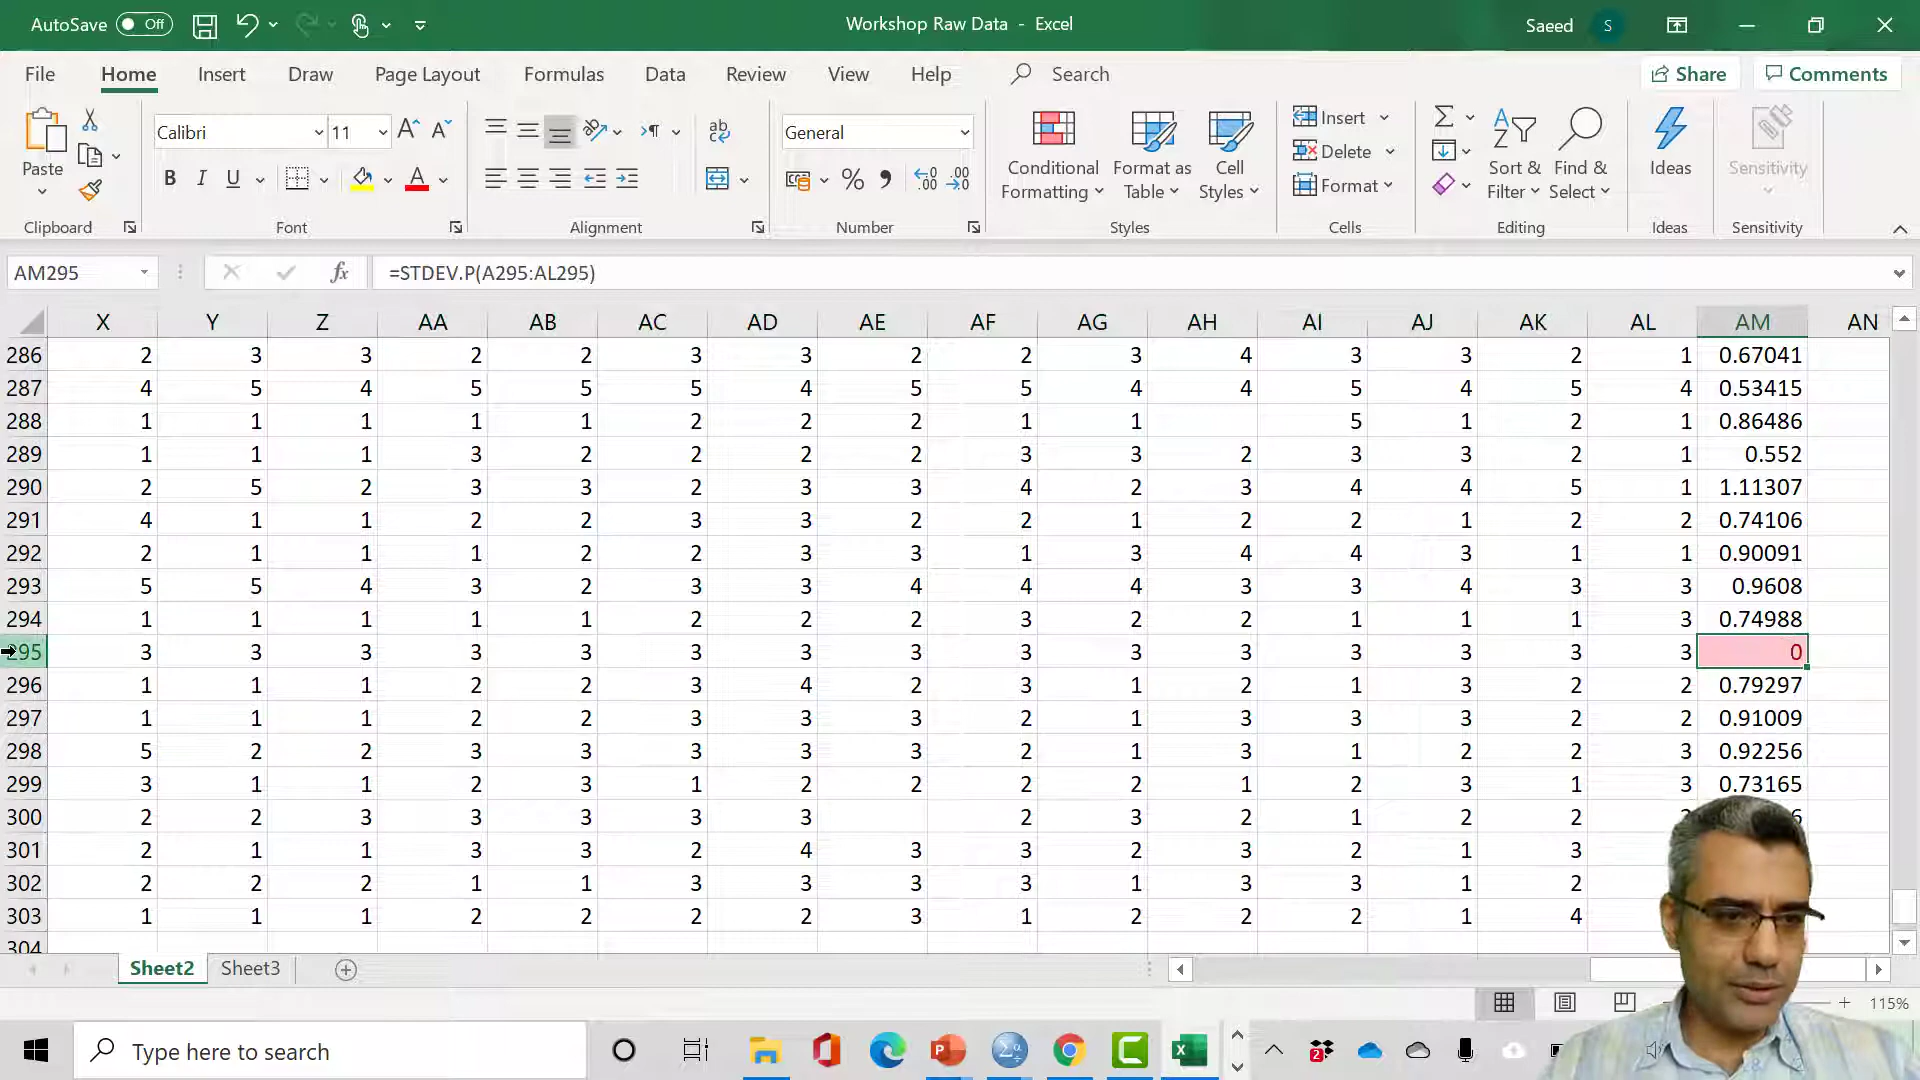 AutoSave Off
Workshop Raw Data - Excel
Saeed S
File Home Insert Draw Page Layout Formulas Data Review View Help Search Share Comments
Paste
Clipboard
Calibri 11
B I U
Font
ab
Alignment
General
Number
Conditional Formatting
Format as Table
Cell Styles
Styles
Insert
Delete
Format
Cells
Sort & Filter
Find & Select
Editing
Ideas
Ideas
Sensitivity
Sensitivity
AM295 fx =STDEV.P(A295:AL295)
X Y Z AA AB AC AD AE AF AG AH AI AJ AK AL AM AN
286 2 3 3 2 2 3 3 2 2 3 4 3 3 2 1 0.67041
287 4 5 4 5 5 5 4 5 5 4 4 5 4 5 4 0.53415
288 1 1 1 1 1 2 2 2 1 1 5 1 2 1 0.86486
289 1 1 1 3 2 2 2 2 3 3 2 3 3 2 1 0.552
290 2 5 2 3 3 2 3 3 4 2 3 4 4 5 1 1.11307
291 4 1 1 2 2 3 3 2 2 1 2 2 1 2 2 0.74106
292 2 1 1 1 2 2 3 3 1 3 4 4 3 1 1 0.90091
293 5 5 4 3 2 3 3 4 4 4 3 3 4 3 3 0.9608
294 1 1 1 1 1 2 2 2 3 2 2 1 1 1 3 0.74988
295 3 3 3 3 3 3 3 3 3 3 3 3 3 3 3 0
296 1 1 1 2 2 3 4 2 3 1 2 1 3 2 2 0.79297
297 1 1 1 2 2 3 3 3 2 1 3 3 3 2 2 0.91009
298 5 2 2 3 3 3 3 3 2 1 3 1 2 2 3 0.92256
299 3 1 1 2 3 1 2 2 2 2 1 2 3 1 3 0.73165
300 2 2 3 3 3 3 3 2 3 2 1 2 2
301 2 1 1 3 3 2 4 3 3 2 3 2 1 3
302 2 2 2 1 1 3 3 3 3 1 3 3 1 2
303 1 1 1 2 2 2 2 3 1 2 2 2 1 4
304
Sheet2 Sheet3
115%
Type here to search